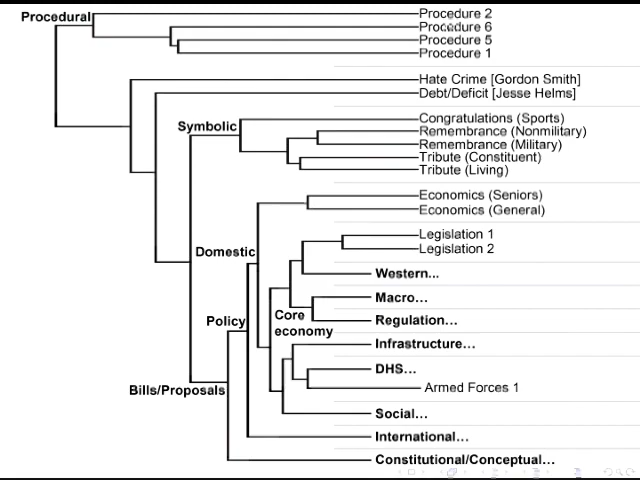 Procedural
Procedure 2
Procedure 6
Procedure 5
Procedure 1
Hate Crime [Gordon Smith]
Debt/Deficit [Jesse Helms]
Symbolic
Congratulations (Sports)
Remembrance (Nonmilitary)
Remembrance (Military)
Tribute (Constituent)
Tribute (Living)
Economics (Seniors)
Economics (General)
Legislation 1
Legislation 2
Domestic
Western...
Macro...
Core
economy
Policy
Regulation...
Infrastructure...
DHS...
Armed Forces 1
Bills/Proposals
Social...
International...
Constitutional/Conceptual...